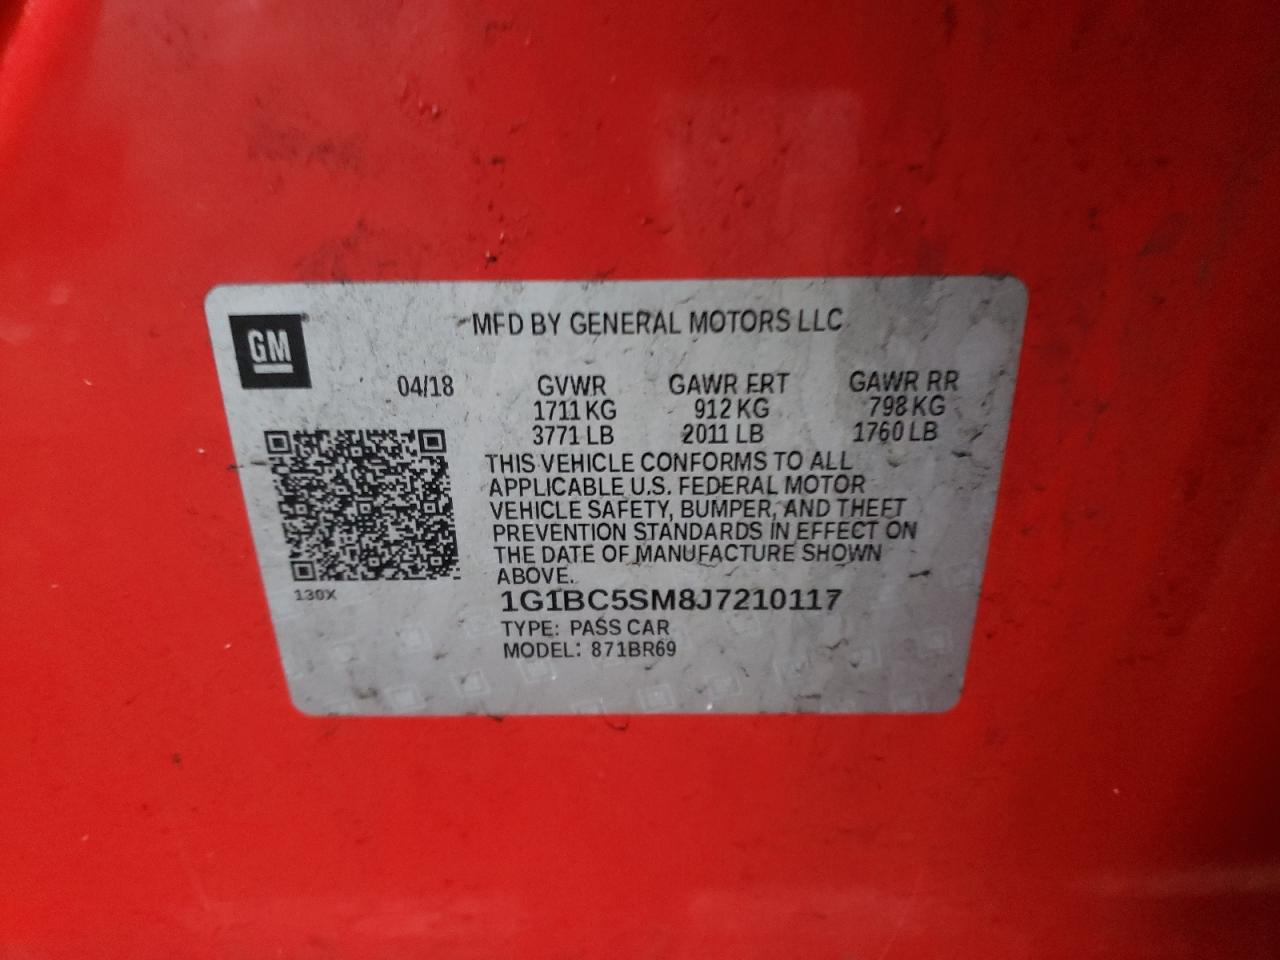 GM
MFD BY GENERAL MOTORS LLC
04/18 GVWR GAWR FRT GAWR RR
1711 KG 912 KG 798 KG
3771 LB 2011 LB 1760 LB
THIS VEHICLE CONFORMS TO ALL
APPLICABLE U.S. FEDERAL MOTOR
VEHICLE SAFETY, BUMPER, AND THEFT
PREVENTION STANDARDS IN EFFECT ON
THE DATE OF MANUFACTURE SHOWN
ABOVE.
130X
1G1BC5SM8J7210117
TYPE: PASS CAR
MODEL: 871BR69